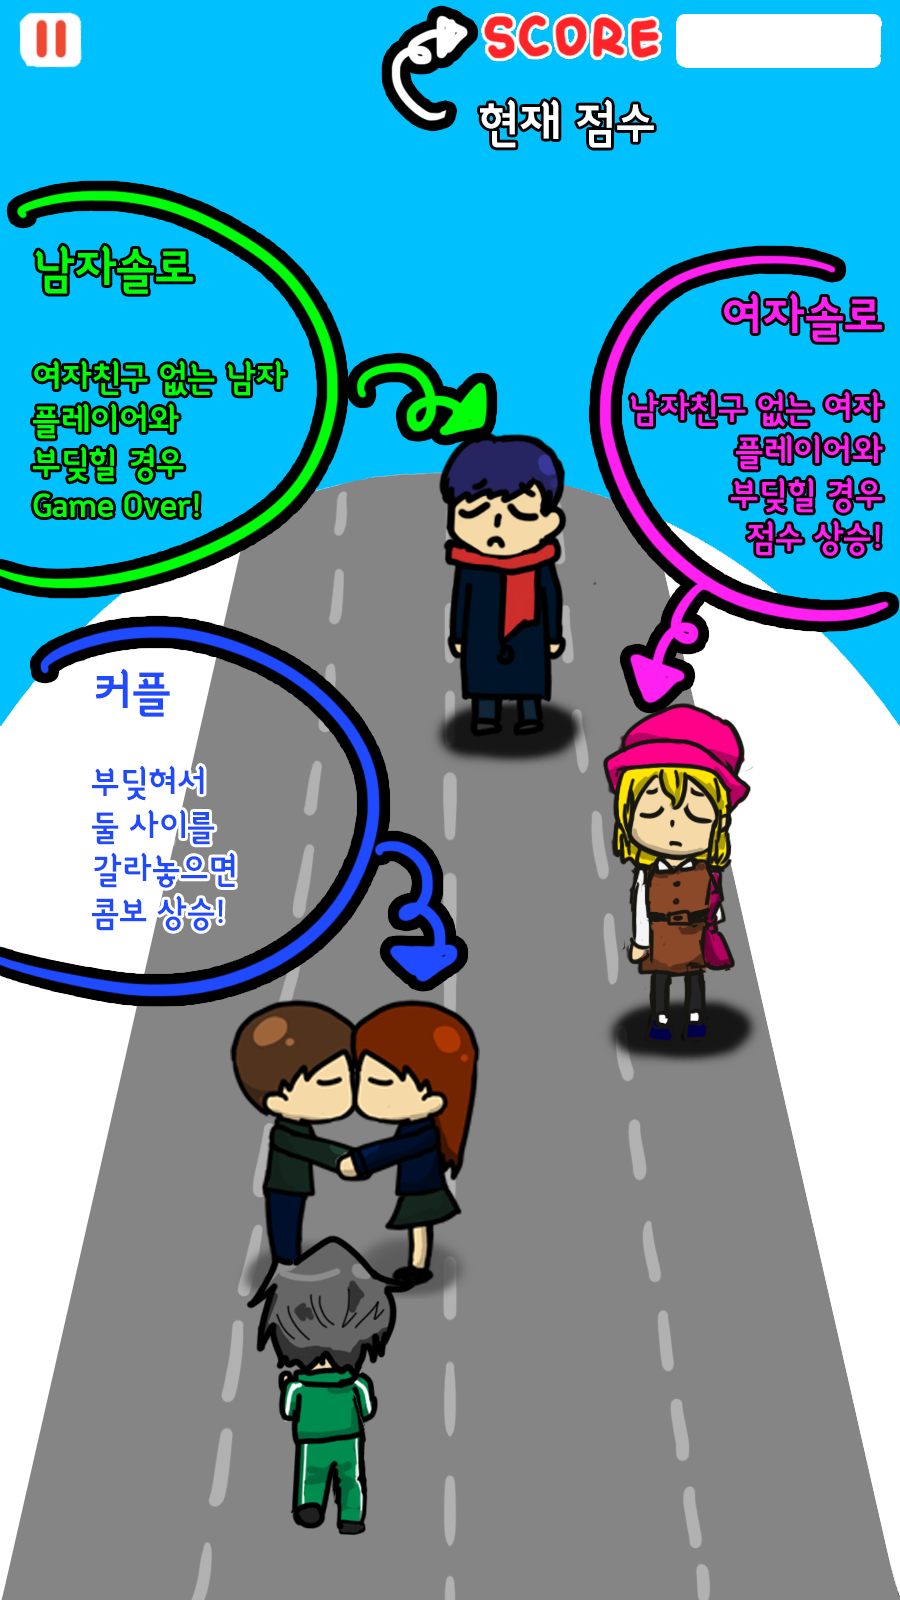 SCORE
현재 점수
남자솔로
여자친구 없는 남자
플레이어와
부딪힐 경우
Game Over!
여자솔로
남자친구 없는 여자
플레이어와
부딪힐 경우
점수 상승!
커플
부딪혀서
둘 사이를
갈라놓으면
콤보 상승!